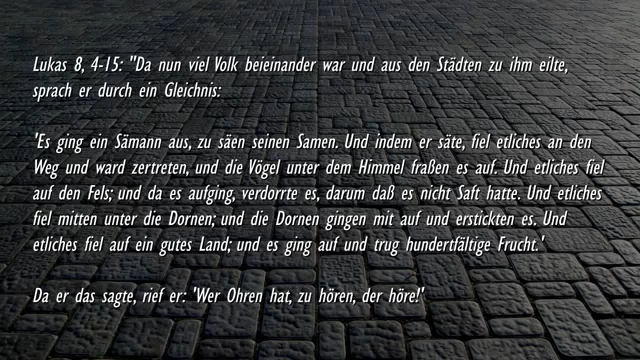 Lukas 8, 4-15: "Da nun viel Volk beieinander war und aus den Städten zu ihm eilte,
sprach er durch ein Gleichnis:
'Es ging ein Sämann aus, zu säen seinen Samen. Und indem er säte, fiel etliches an den
Weg und ward zertreten, und die Vögel unter dem Himmel fraßen es auf. Und etliches fiel
auf den Fels; und da es aufging, verdorrte es, darum daß es nicht Saft hatte. Und etliches
fiel mitten unter die Dornen; und die Dornen gingen mit auf und erstickten es. Und
etliches fiel auf ein gutes Land; und es ging auf und trug hundertfältige Frucht.'
Da er das sagte, rief er: 'Wer Ohren hat, zu hören, der höre!'